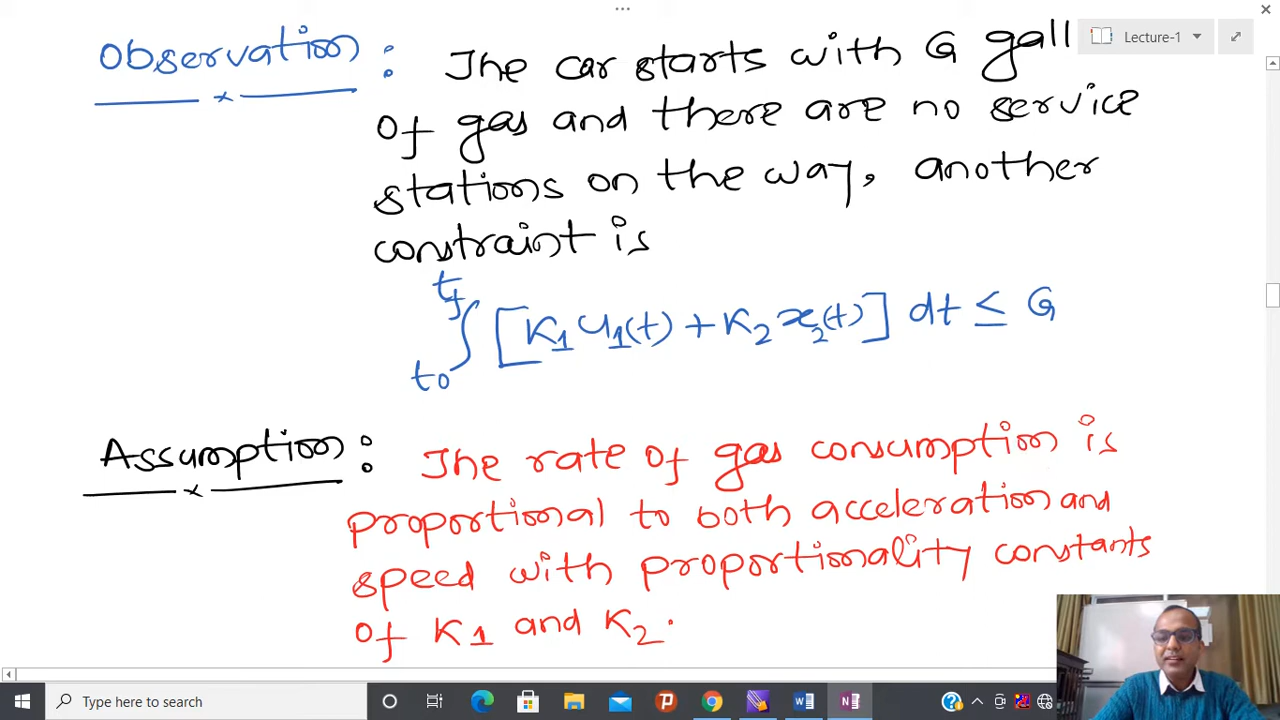 Lecture-1
Observation : The car starts with G gall
of gas and there are no service
stations on the way, another
constraint is
∫_{t0}^{tf} [K1 u1(t) + K2 x2(t)] dt ≤ G
Assumption : The rate of gas consumption is
proportional to both acceleration and
speed with proportionality constants
of K1 and K2.
Type here to search